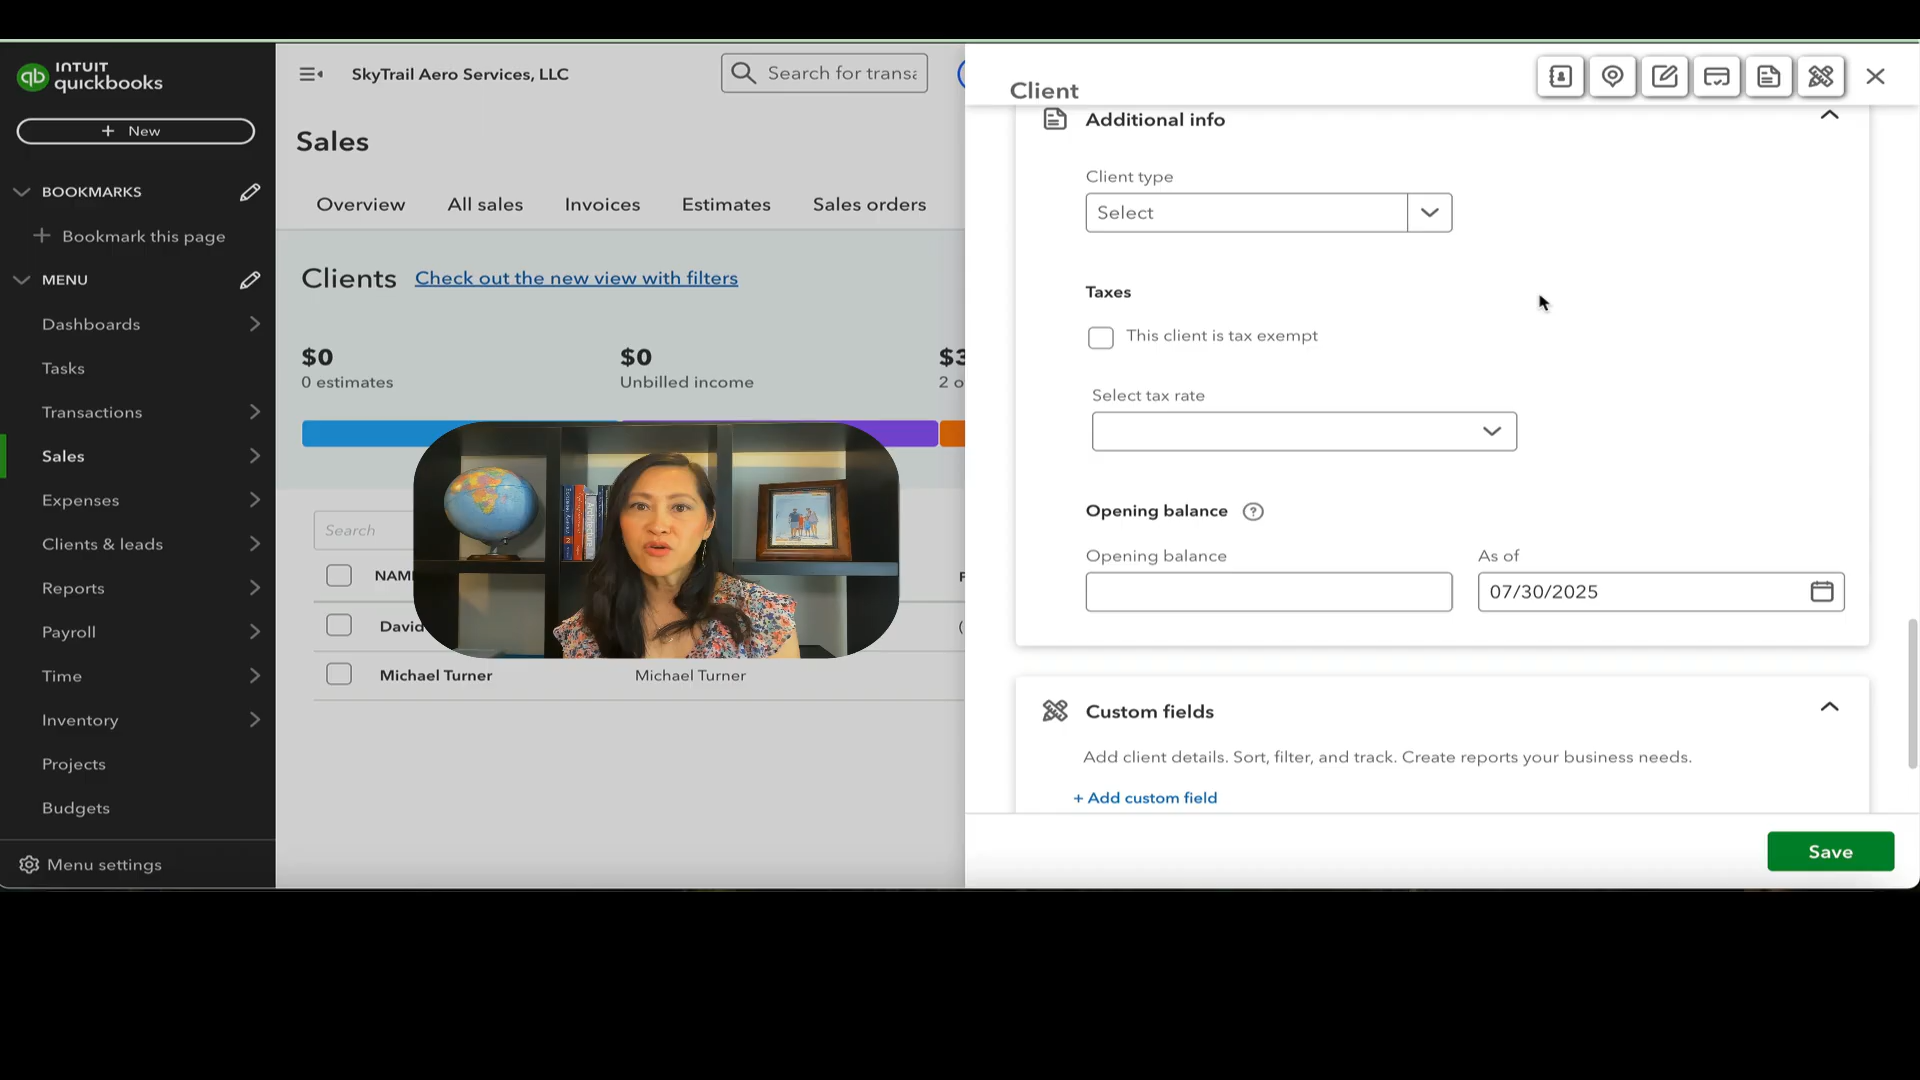 INTUIT
quickbooks
+ New
BOOKMARKS
+ Bookmark this page
MENU
Dashboards
Tasks
Transactions
Sales
Expenses
Clients & leads
Reports
Payroll
Time
Inventory
Projects
Budgets
Menu settings
SkyTrail Aero Services, LLC
Search for transa
Sales
Overview
All sales
Invoices
Estimates
Sales orders
Clients
Check out the new view with filters
$0
0 estimates
$0
Unbilled income
$3
2 o
Search
NAM
David
(
Michael Turner
Michael Turner
Client
Additional info
Client type
Select
Taxes
This client is tax exempt
Select tax rate
Opening balance
Opening balance
As of
07/30/2025
Custom fields
Add client details. Sort, filter, and track. Create reports your business needs.
+ Add custom field
Save